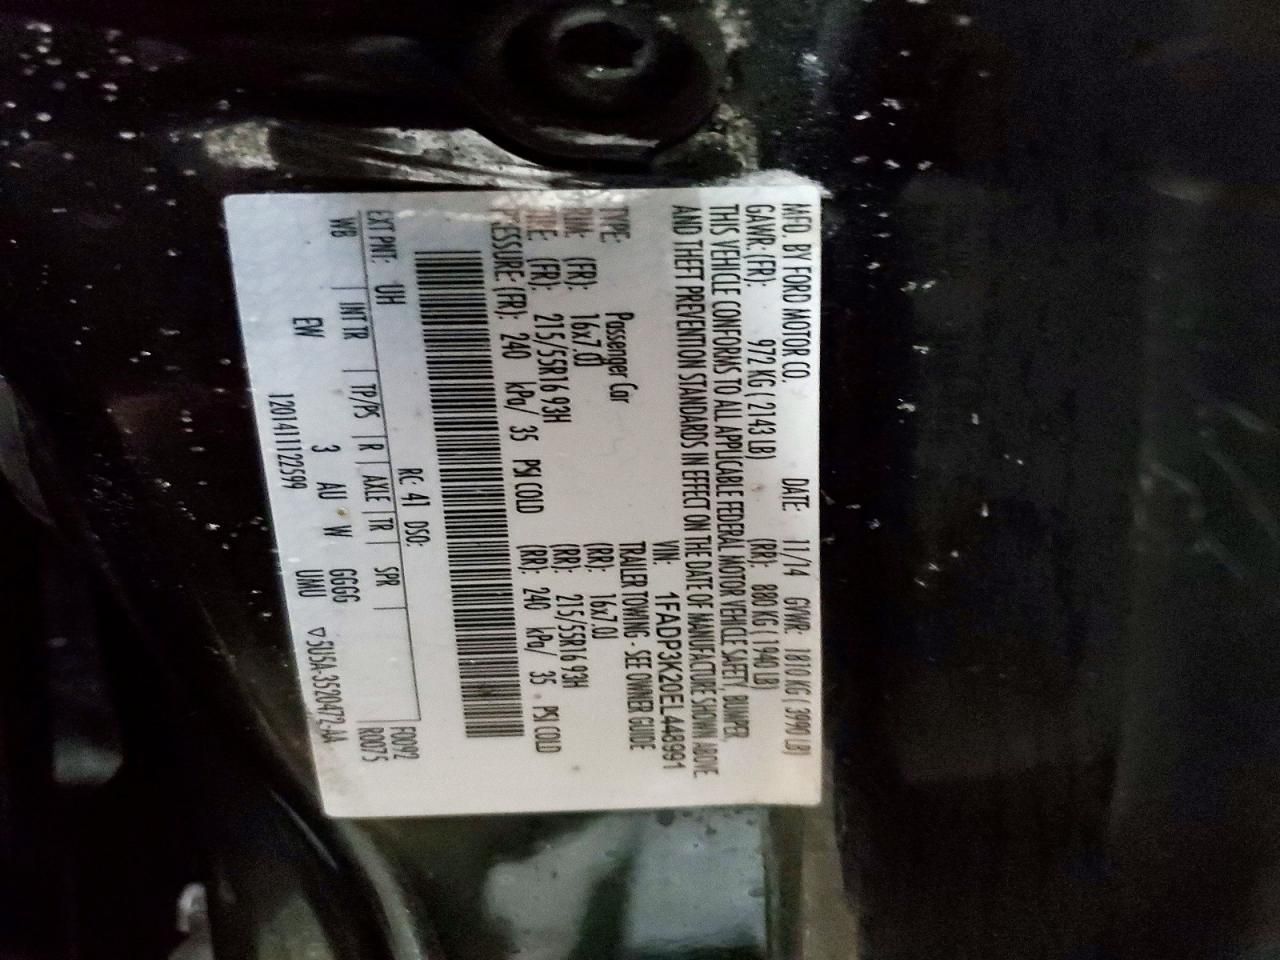 MFD. BY FORD MOTOR CO. DATE: 11/14 GVWR: 1810 KG ( 3990 LB)
GAWR: (FR): 972 KG ( 2143 LB) (RR): 880 KG ( 1940 LB)
THIS VEHICLE CONFORMS TO ALL APPLICABLE FEDERAL MOTOR VEHICLE SAFETY, BUMPER,
AND THEFT PREVENTION STANDARDS IN EFFECT ON THE DATE OF MANUFACTURE SHOWN ABOVE.
VIN: 1FADP3K20EL448991
TYPE: Passenger Car TRAILER TOWING - SEE OWNER GUIDE
RIM: (FR): 16x7.0J (RR): 16x7.0J
TIRE: (FR): 215/55R16 93H (RR): 215/55R16 93H
PRESSURE: (FR): 240 kPa/ 35 PSI COLD (RR): 240 kPa/ 35 PSI COLD
EXT PNT: UH RC: 41 DSO: F0092
WB INT TR TP/PS R AXLE TR SPR R0075
EW 3 AU W GGGG
UMU ▽5U5A-3520472-AA
120141122599